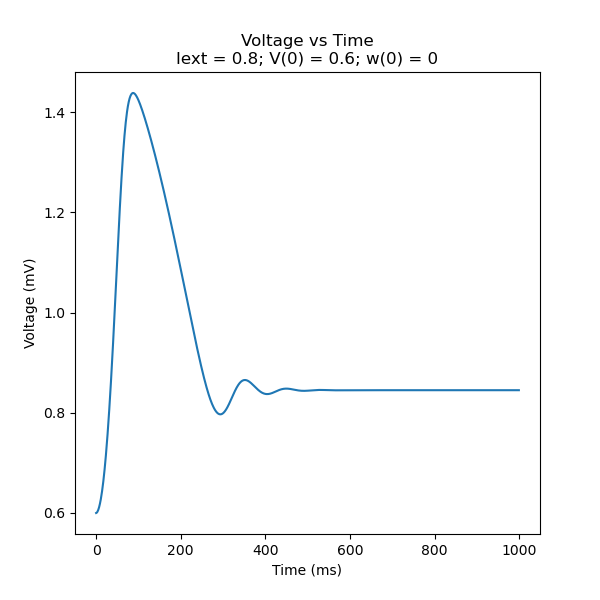 Voltage vs Time
Iext = 0.8; V(0) = 0.6; w(0) = 0
1.4
1.2
1.0
0.8
0.6
Voltage (mV)
0 200 400 600 800 1000
Time (ms)